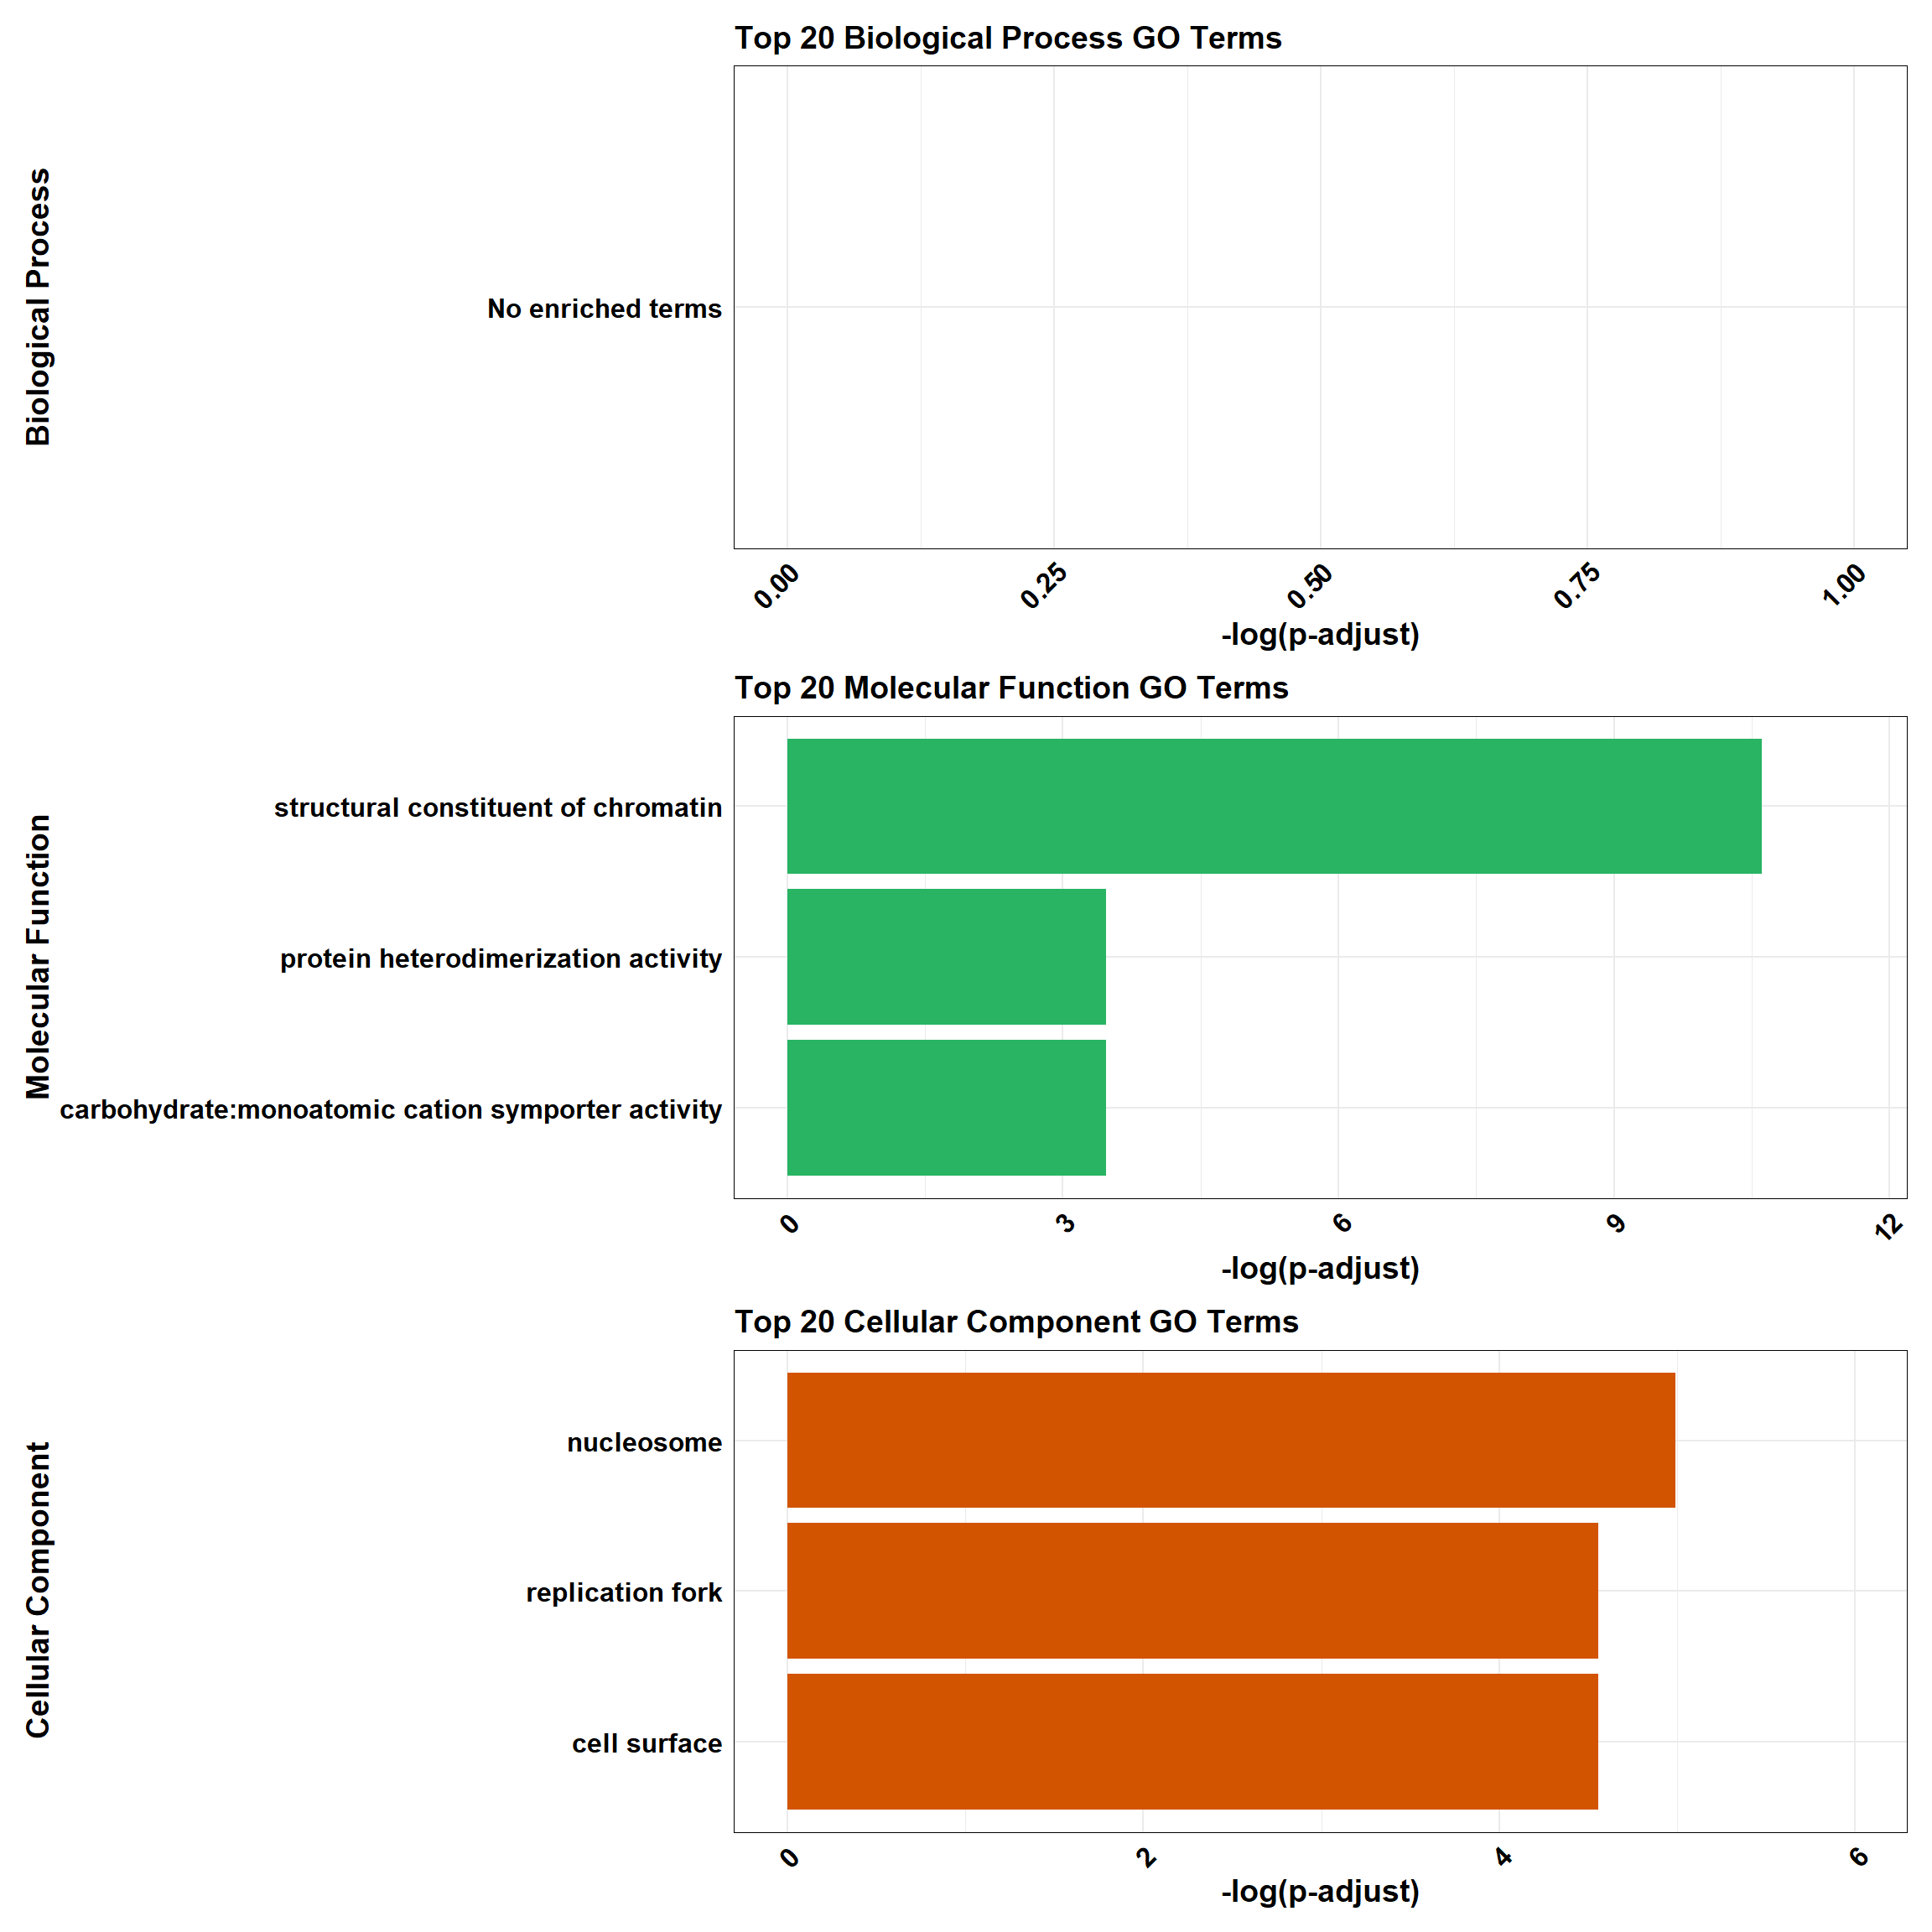 Top 20 Biological Process GO Terms
Biological Process
No enriched terms
0.00 0.25 0.50 0.75 1.00
-log(p-adjust)
Top 20 Molecular Function GO Terms
Molecular Function
structural constituent of chromatin
protein heterodimerization activity
carbohydrate:monoatomic cation symporter activity
0 3 6 9 12
-log(p-adjust)
Top 20 Cellular Component GO Terms
Cellular Component
nucleosome
replication fork
cell surface
0 2 4 6
-log(p-adjust)